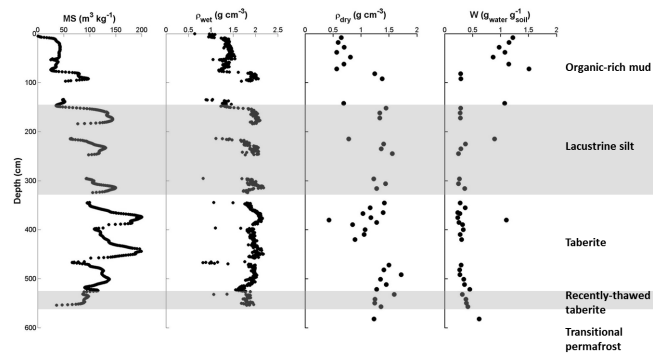 MS (m³ kg⁻¹)
0 50 100 150 200
ρwet (g cm⁻³)
0.5 1 1.5 2 2.5
ρdry (g cm⁻³)
0 0.5 1 1.5 2
W (gwater g⁻¹soil)
0 0.5 1 1.5 2
Depth (cm)
0
100
200
300
400
500
600
Organic-rich mud
Lacustrine silt
Taberite
Recently-thawed
taberite
Transitional
permafrost